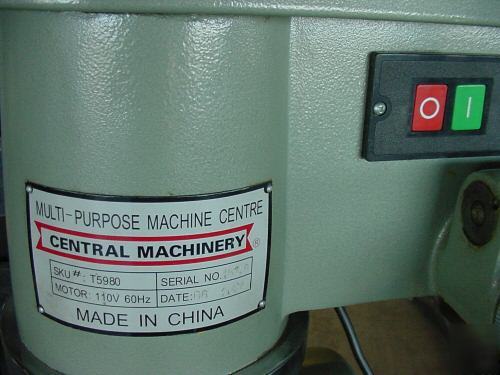 MULTI-PURPOSE MACHINE CENTRE
CENTRAL MACHINERY ®
SKU #: T5980
SERIAL NO.
MOTOR: 110V 60Hz
DATE:
MADE IN CHINA
O I